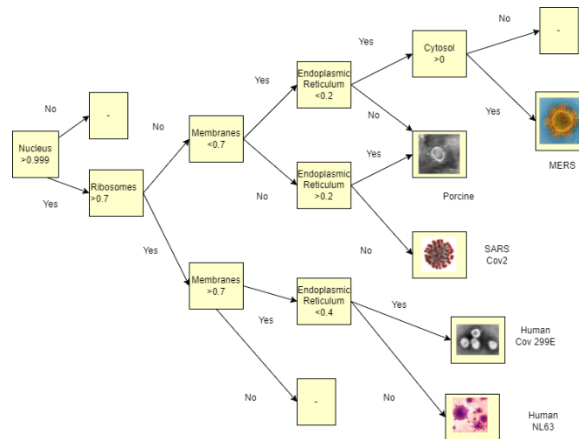 No
-
Yes
Cytosol
>0
Yes
Endoplasmic
Reticulum
<0.2
No
-
No
Yes
MERS
Nucleus
>0.999
No
Membranes
<0.7
No
Yes
Porcine
Yes
Ribosomes
>0.7
No
Endoplasmic
Reticulum
>0.2
No
SARS
Cov2
Yes
Membranes
>0.7
Yes
Endoplasmic
Reticulum
<0.4
Yes
Human
Cov 299E
No
-
No
Human
NL63